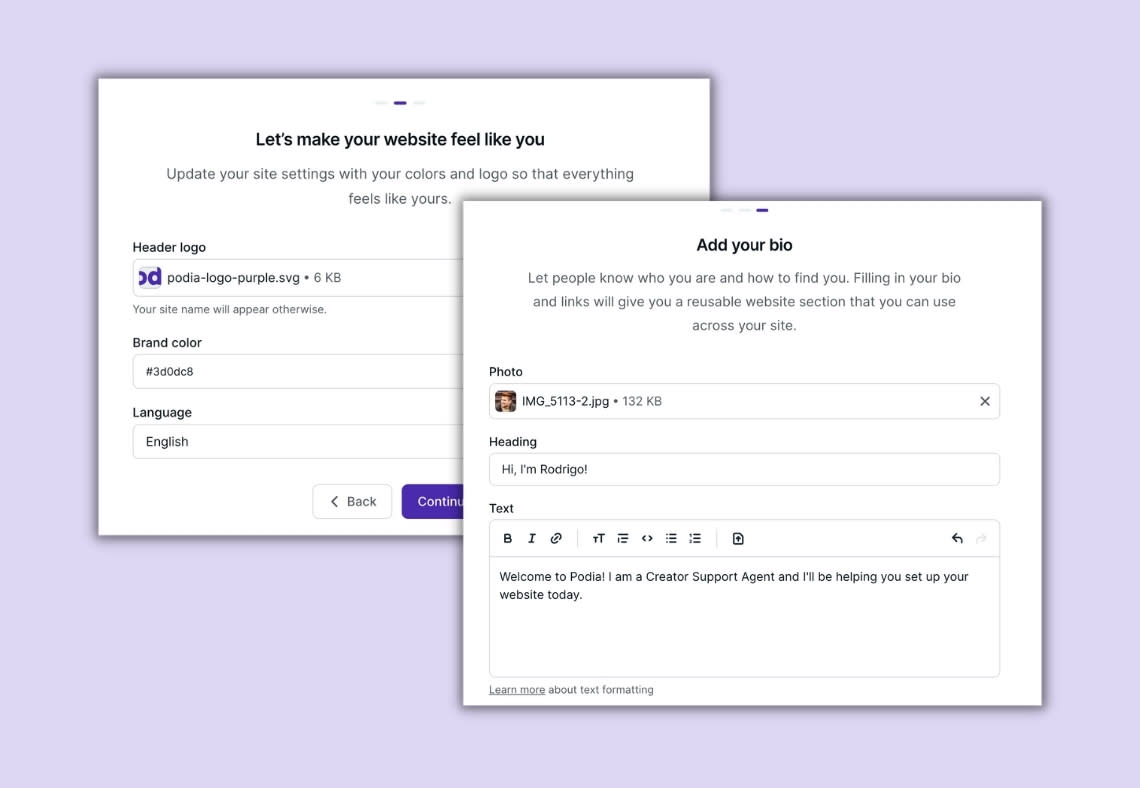 Let's make your website feel like you
Update your site settings with your colors and logo so that everything
feels like yours.
Header logo
podia-logo-purple.svg • 6 KB
Your site name will appear otherwise.
Brand color
#3d0dc8
Language
English
Back
Continu
Add your bio
Let people know who you are and how to find you. Filling in your bio
and links will give you a reusable website section that you can use
across your site.
Photo
IMG_5113-2.jpg • 132 KB
Heading
Hi, I'm Rodrigo!
Text
B I TT
Welcome to Podia! I am a Creator Support Agent and I'll be helping you set up your
website today.
Learn more about text formatting